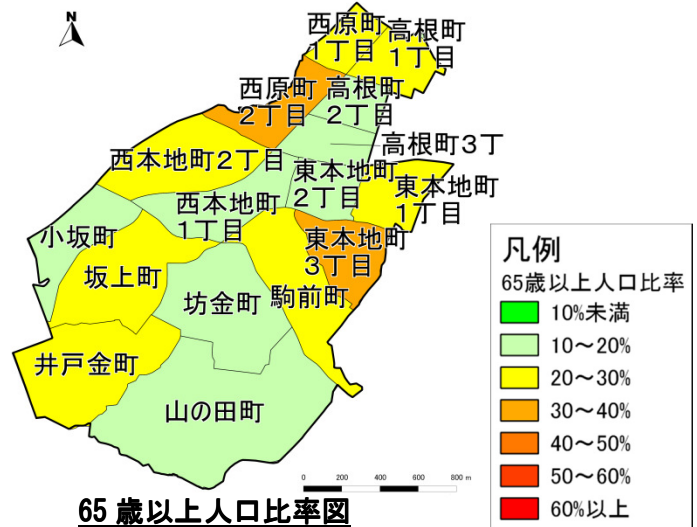 N
西原町
1丁目
高根町
1丁目
西原町
2丁目
高根町
2丁目
高根町3丁
西本地町2丁目
東本地町
2丁目
東本地町
1丁目
西本地町
1丁目
小坂町
東本地町
3丁目
坂上町
坊金町
駒前町
井戸金町
山の田町
凡例
65歳以上人口比率
10%未満
10～20%
20～30%
30～40%
40～50%
50～60%
60%以上
0 200 400 600 800 m
65 歳以上人口比率図